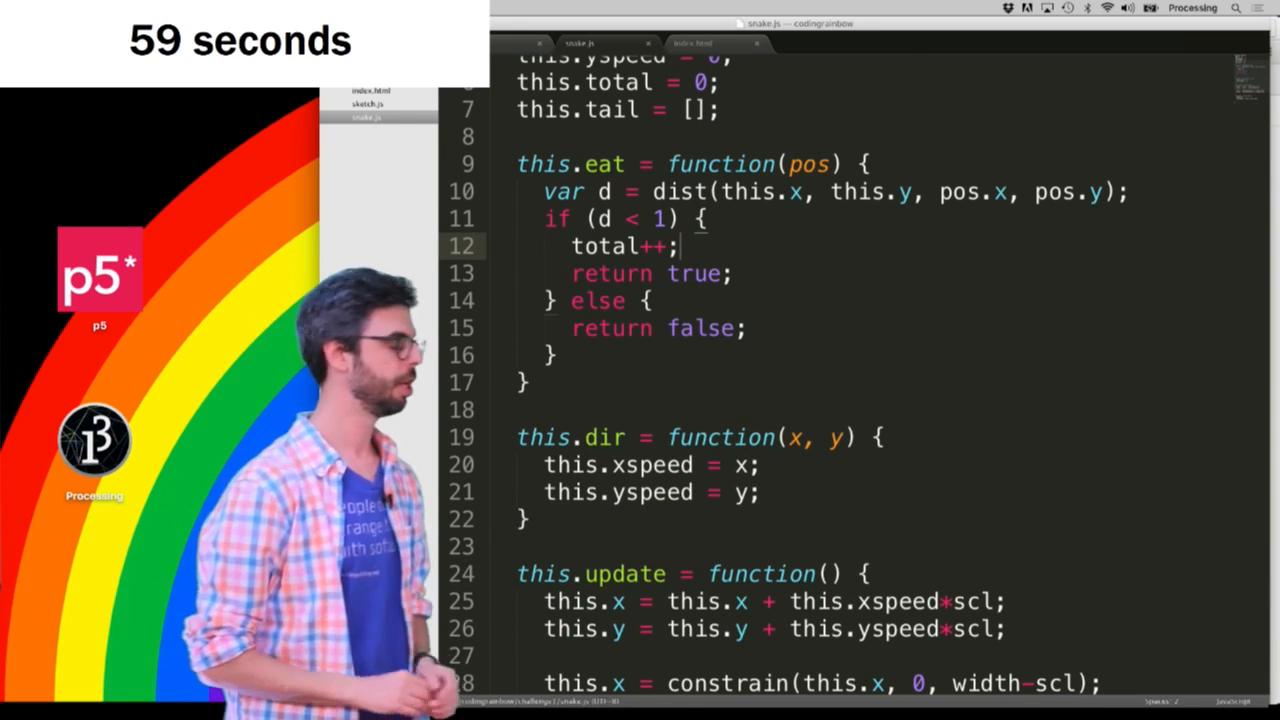 59 seconds
Processing
snake.js — codingrainbow
snake.js
index.html
index.html
sketch.js
snake.js
this.yspeed = 0;
6 this.total = 0;
7 this.tail = [];
8
9 this.eat = function(pos) {
10 var d = dist(this.x, this.y, pos.x, pos.y);
11 if (d < 1) {
12 total++;
13 return true;
14 } else {
15 return false;
16 }
17 }
18
19 this.dir = function(x, y) {
20 this.xspeed = x;
21 this.yspeed = y;
22 }
23
24 this.update = function() {
25 this.x = this.x + this.xspeed*scl;
26 this.y = this.y + this.yspeed*scl;
27
28 this.x = constrain(this.x, 0, width-scl);
p5*
p5
Processing
Spaces: 2
JavaScript